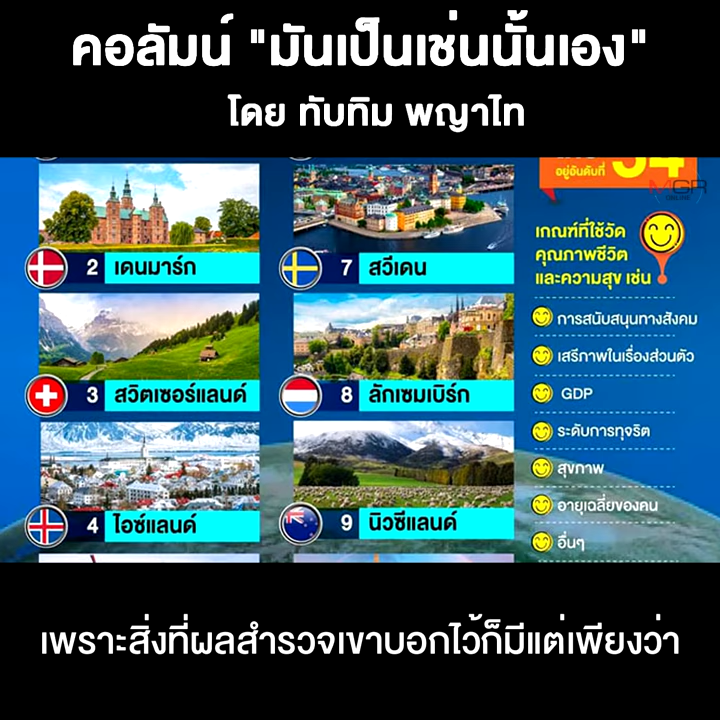 คอลัมน์ "มันเป็นเช่นนั้นเอง"
โดย ทับทิม พญาไท
2 เดนมาร์ก
3 สวิตเซอร์แลนด์
4 ไอซ์แลนด์
7 สวีเดน
8 ลักเซมเบิร์ก
9 นิวซีแลนด์
อยู่อันดับที่
MGR
เกณฑ์ที่ใช้วัด
คุณภาพชีวิต
และความสุข เช่น
การสนับสนุนทางสังคม
เสรีภาพในเรื่องส่วนตัว
GDP
ระดับการทุจริต
สุขภาพ
อายุเฉลี่ยของคน
อื่นๆ
เพราะสิ่งที่ผลสำรวจเขาบอกไว้ก็มีแต่เพียงว่า